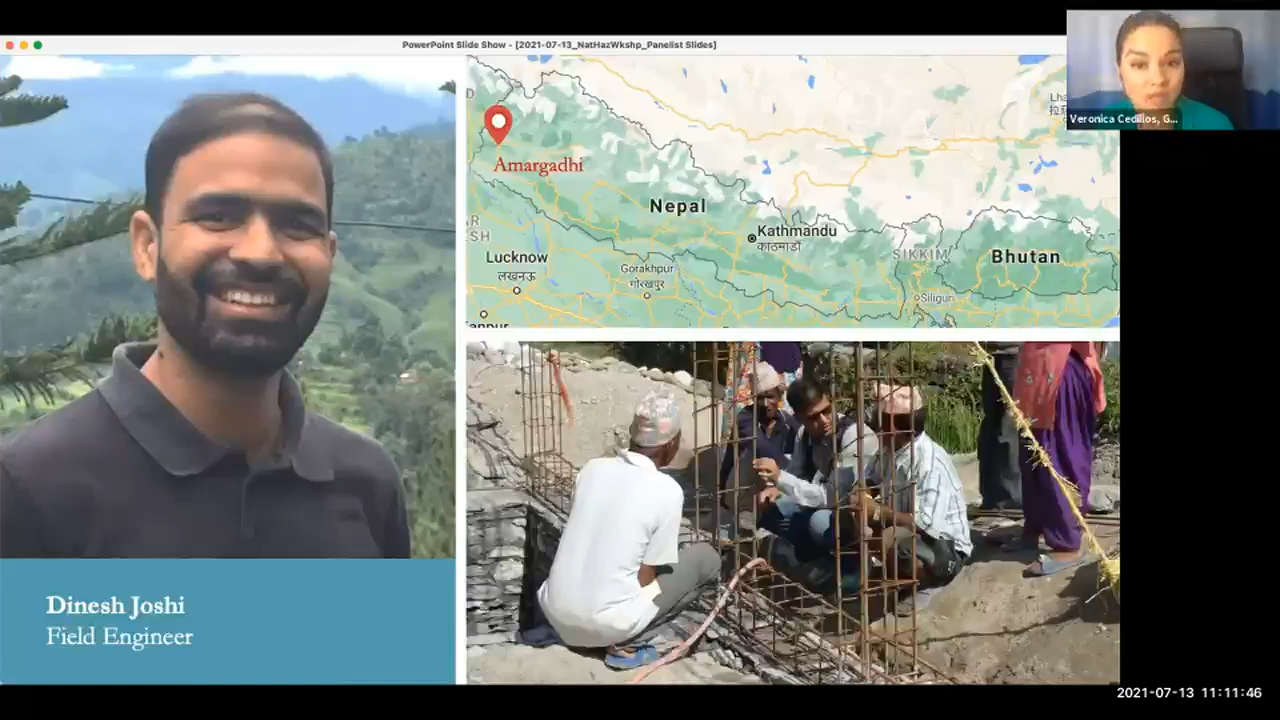 PowerPoint Slide Show - [2021-07-13_NatHazWkshp_Panelist Slides]
Veronica Cedillos, G...
Amargadhi
Nepal
Kathmandu
काठमाडौं
SIKKIM
Bhutan
Lucknow
लखनऊ
Gorakhpur
गोरखपुर
Siliguri
Dinesh Joshi
Field Engineer
2021-07-13 11:11:46